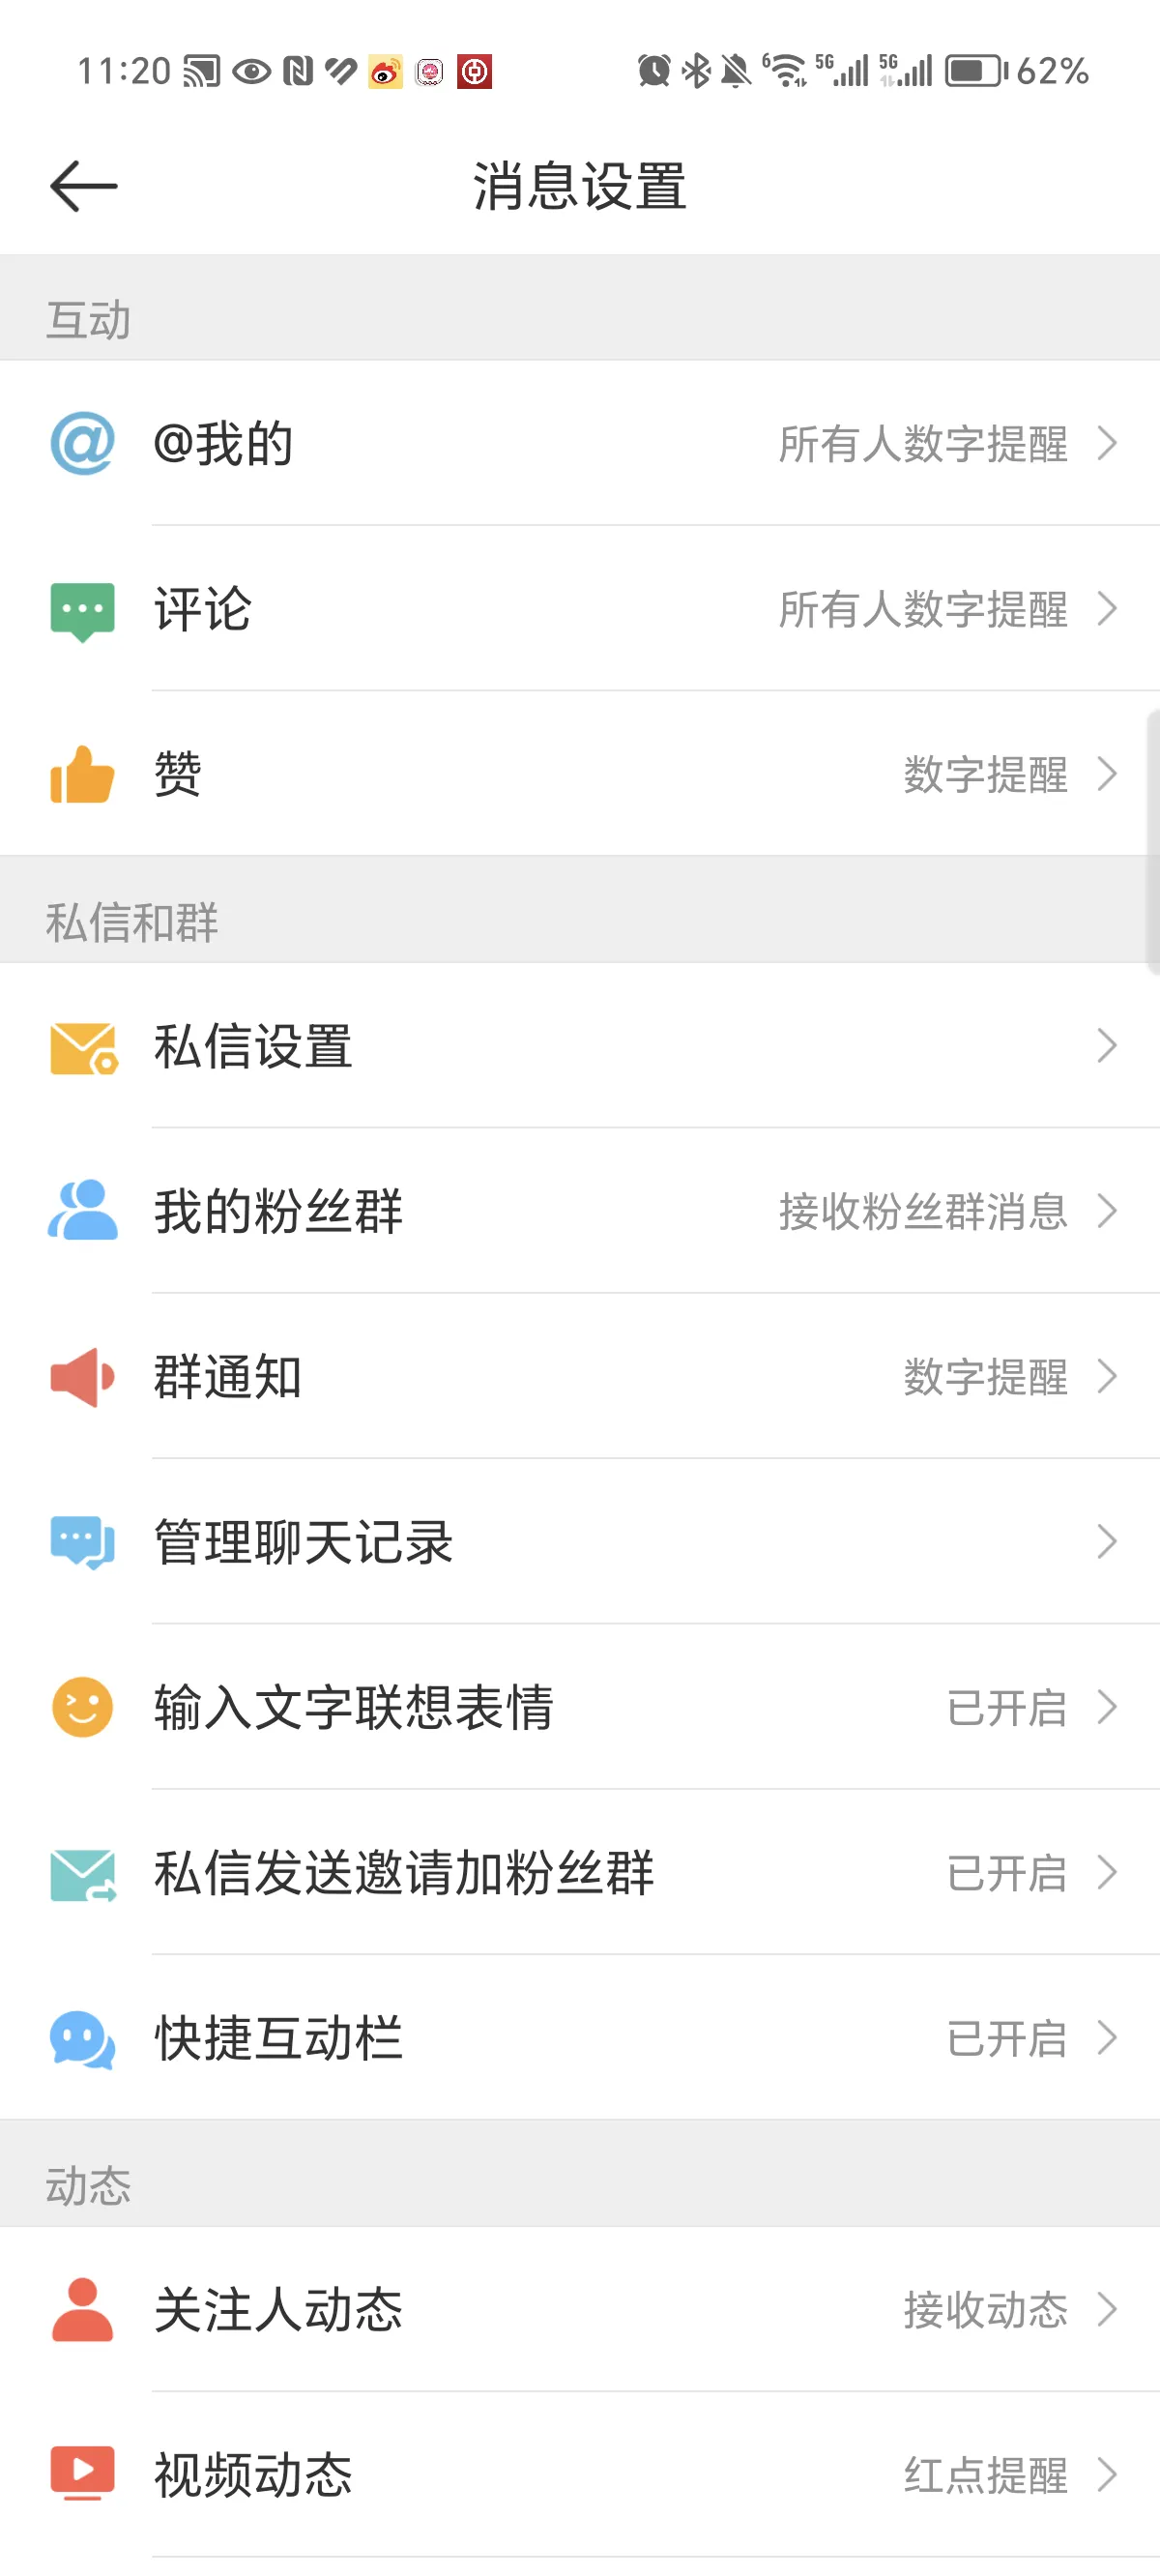 11:20 6 5G 5G 62%
消息设置
互动
@我的 所有人数字提醒
评论 所有人数字提醒
赞 数字提醒
私信和群
私信设置
我的粉丝群 接收粉丝群消息
群通知 数字提醒
管理聊天记录
输入文字联想表情 已开启
私信发送邀请加粉丝群 已开启
快捷互动栏 已开启
动态
关注人动态 接收动态
视频动态 红点提醒